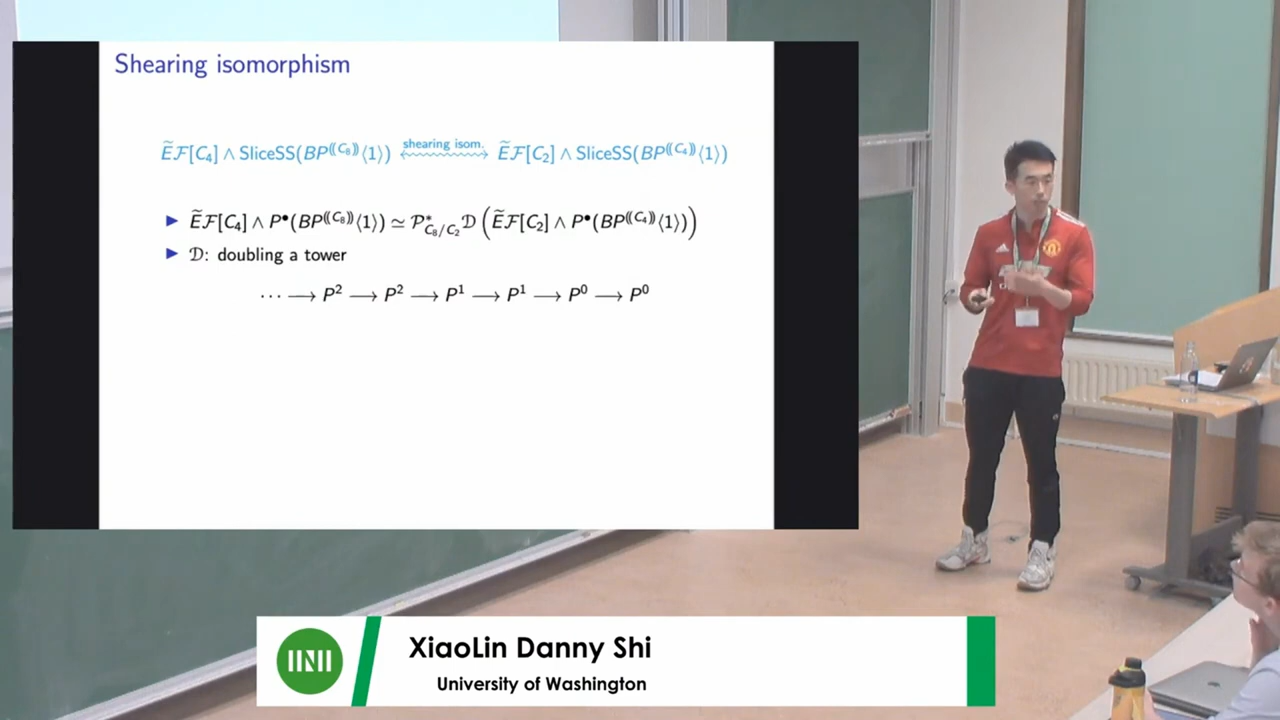 Shearing isomorphism
ẼF[C₄] ∧ SliceSS(BP^((C₈))⟨1⟩) ⟷ shearing isom. ẼF[C₂] ∧ SliceSS(BP^((C₄))⟨1⟩)
▶ ẼF[C₄] ∧ P^•(BP^((C₈))⟨1⟩) ≃ 𝒫*_{C₈/C₂} 𝒟 (ẼF[C₂] ∧ P^•(BP^((C₄))⟨1⟩))
▶ 𝒟: doubling a tower
⋯ ⟶ P² ⟶ P² ⟶ P¹ ⟶ P¹ ⟶ P⁰ ⟶ P⁰
XiaoLin Danny Shi
University of Washington